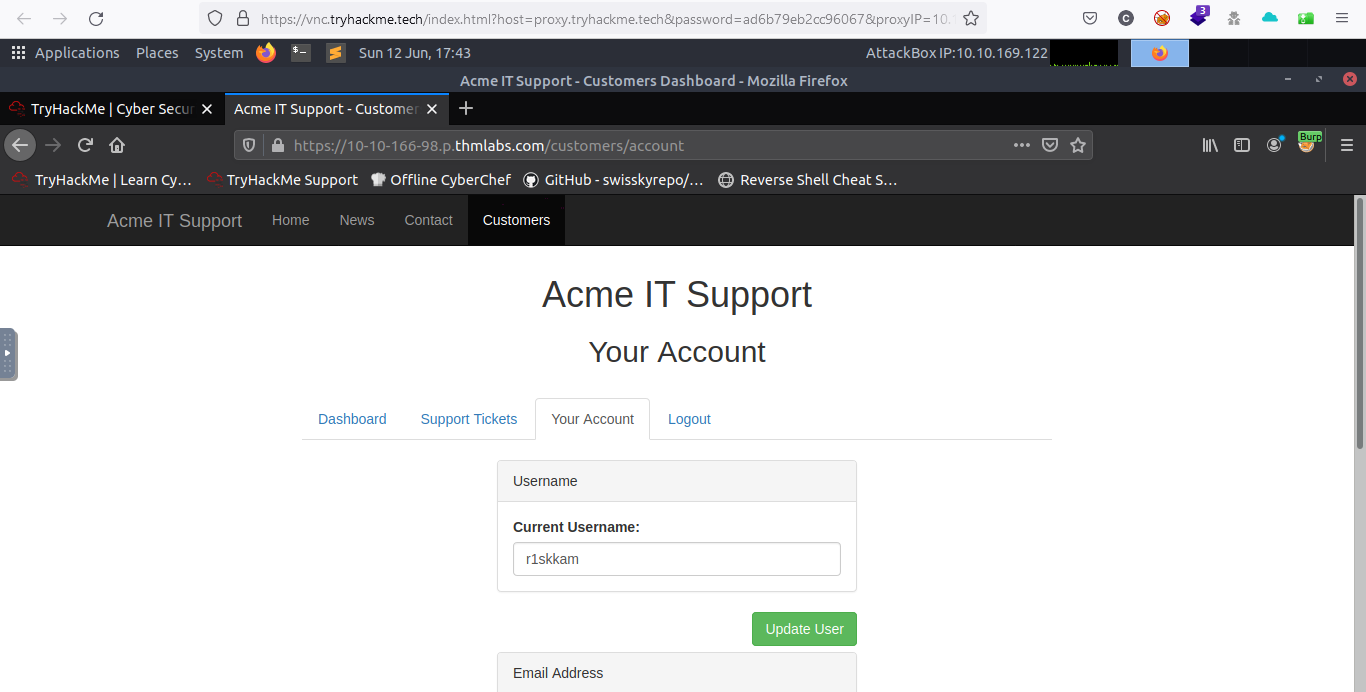 https://vnc.tryhackme.tech/index.html?host=proxy.tryhackme.tech&password=ad6b79eb2cc96067&proxyIP=10.
3
Applications Places System Sun 12 Jun, 17:43 AttackBox IP:10.10.169.122
Acme IT Support - Customers Dashboard - Mozilla Firefox
TryHackMe | Cyber Secur Acme IT Support - Customer
https://10-10-166-98.p.thmlabs.com/customers/account
Burp
TryHackMe | Learn Cy… TryHackMe Support Offline CyberChef GitHub - swisskyrepo/… Reverse Shell Cheat S…
Acme IT Support Home News Contact Customers
Acme IT Support
Your Account
Dashboard Support Tickets Your Account Logout
Username
Current Username:
r1skkam
Update User
Email Address